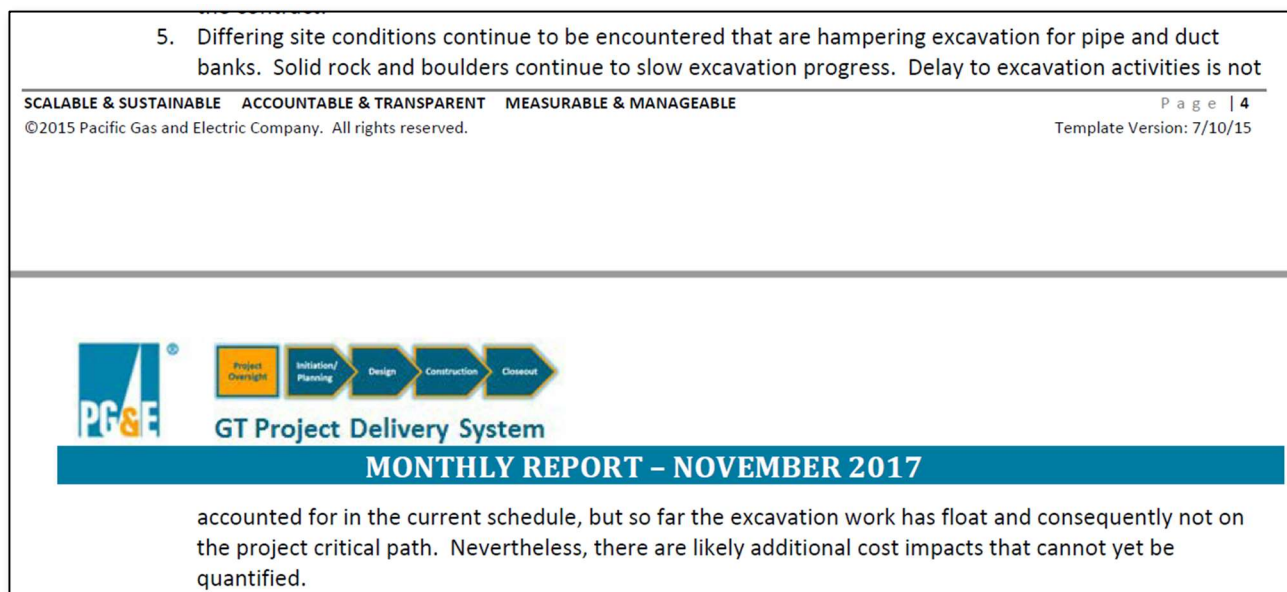 5. Differing site conditions continue to be encountered that are hampering excavation for pipe and duct
banks. Solid rock and boulders continue to slow excavation progress. Delay to excavation activities is not
SCALABLE & SUSTAINABLE ACCOUNTABLE & TRANSPARENT MEASURABLE & MANAGEABLE Page | 4
©2015 Pacific Gas and Electric Company. All rights reserved. Template Version: 7/10/15
PG&E ®
Project Oversight
Initiation/ Planning
Design
Construction
Closeout
GT Project Delivery System
MONTHLY REPORT – NOVEMBER 2017
accounted for in the current schedule, but so far the excavation work has float and consequently not on
the project critical path. Nevertheless, there are likely additional cost impacts that cannot yet be
quantified.